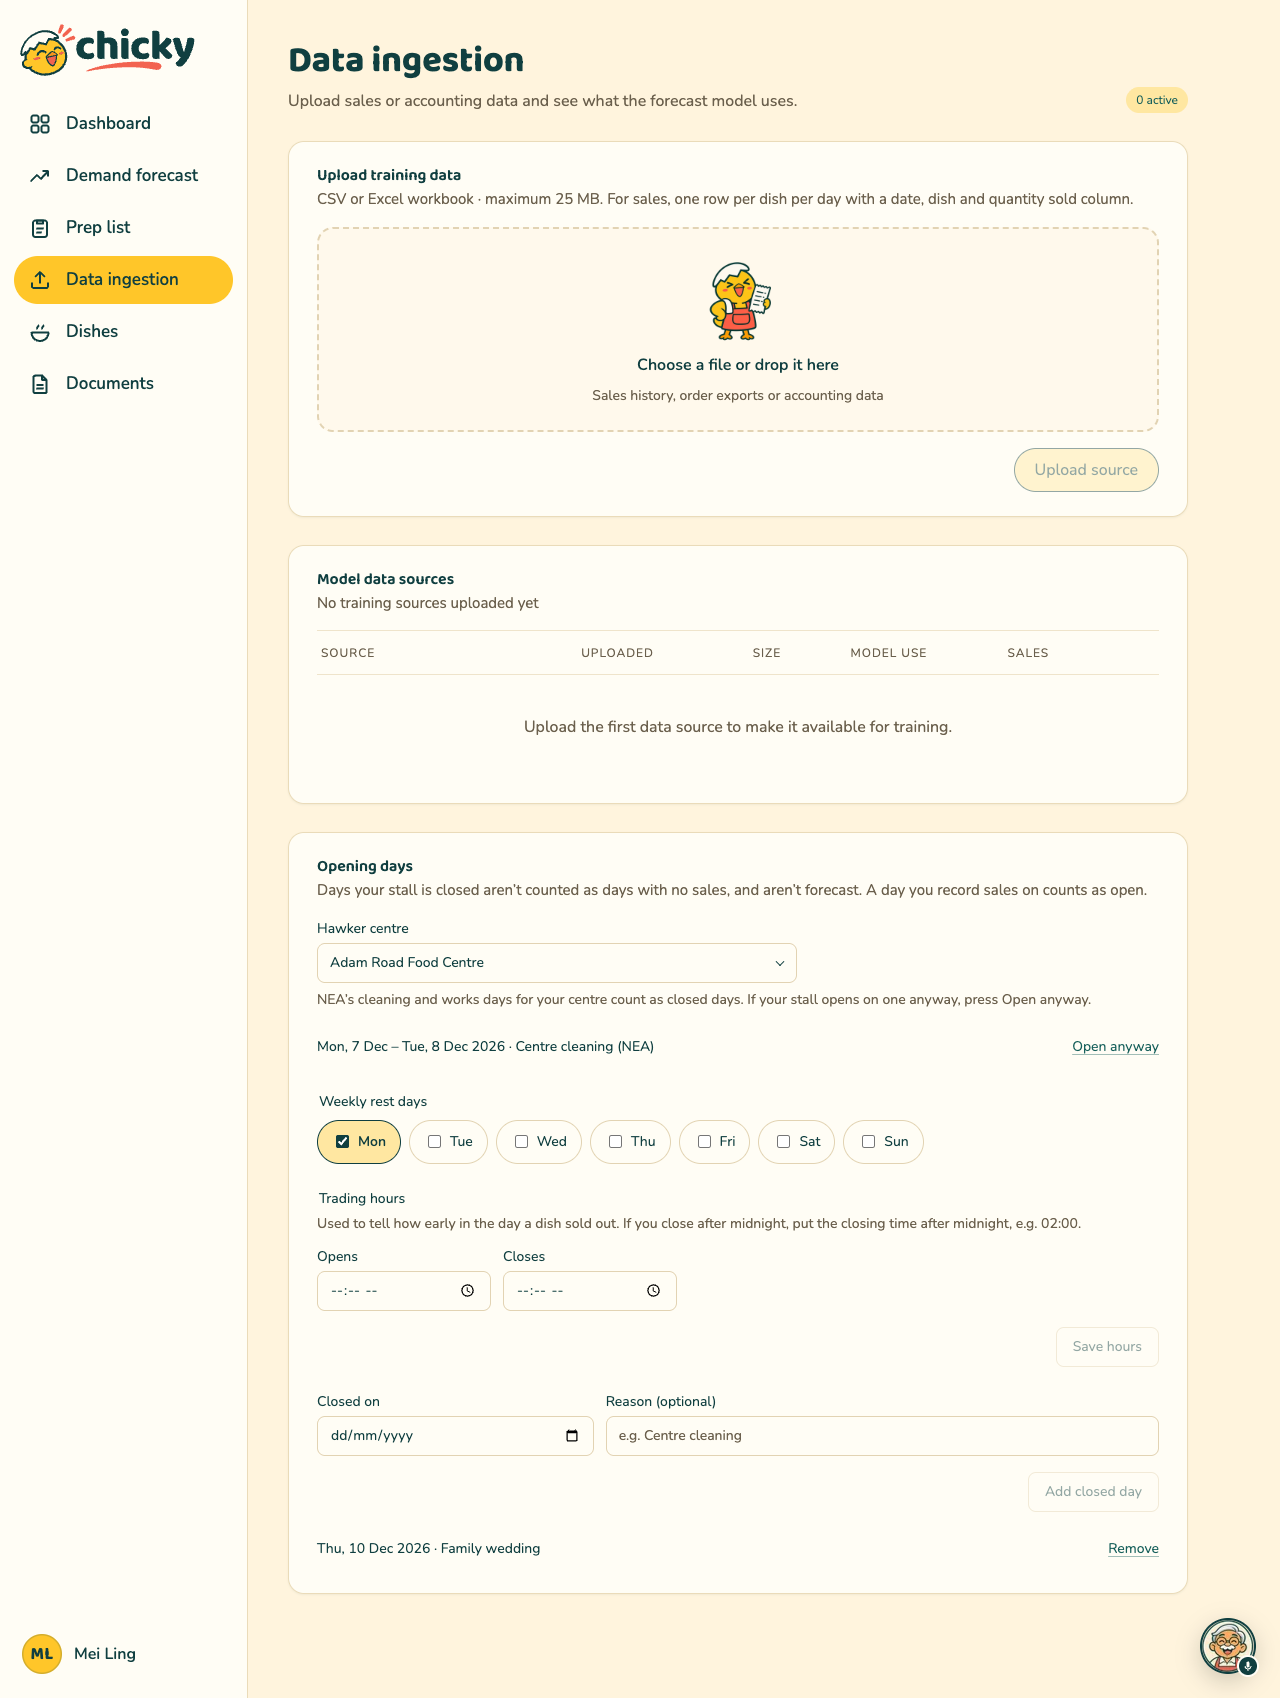 chicky
Dashboard
Demand forecast
Prep list
Data ingestion
Dishes
Documents
ML
Mei Ling
Data ingestion
Upload sales or accounting data and see what the forecast model uses.
0 active
Upload training data
CSV or Excel workbook · maximum 25 MB. For sales, one row per dish per day with a date, dish and quantity sold column.
Choose a file or drop it here
Sales history, order exports or accounting data
Upload source
Model data sources
No training sources uploaded yet
SOURCE UPLOADED SIZE MODEL USE SALES
Upload the first data source to make it available for training.
Opening days
Days your stall is closed aren’t counted as days with no sales, and aren’t forecast. A day you record sales on counts as open.
Hawker centre
Adam Road Food Centre
NEA’s cleaning and works days for your centre count as closed days. If your stall opens on one anyway, press Open anyway.
Mon, 7 Dec – Tue, 8 Dec 2026 · Centre cleaning (NEA) Open anyway
Weekly rest days
Mon Tue Wed Thu Fri Sat Sun
Trading hours
Used to tell how early in the day a dish sold out. If you close after midnight, put the closing time after midnight, e.g. 02:00.
Opens Closes
--:-- -- --:-- --
Save hours
Closed on Reason (optional)
dd/mm/yyyy e.g. Centre cleaning
Add closed day
Thu, 10 Dec 2026 · Family wedding Remove